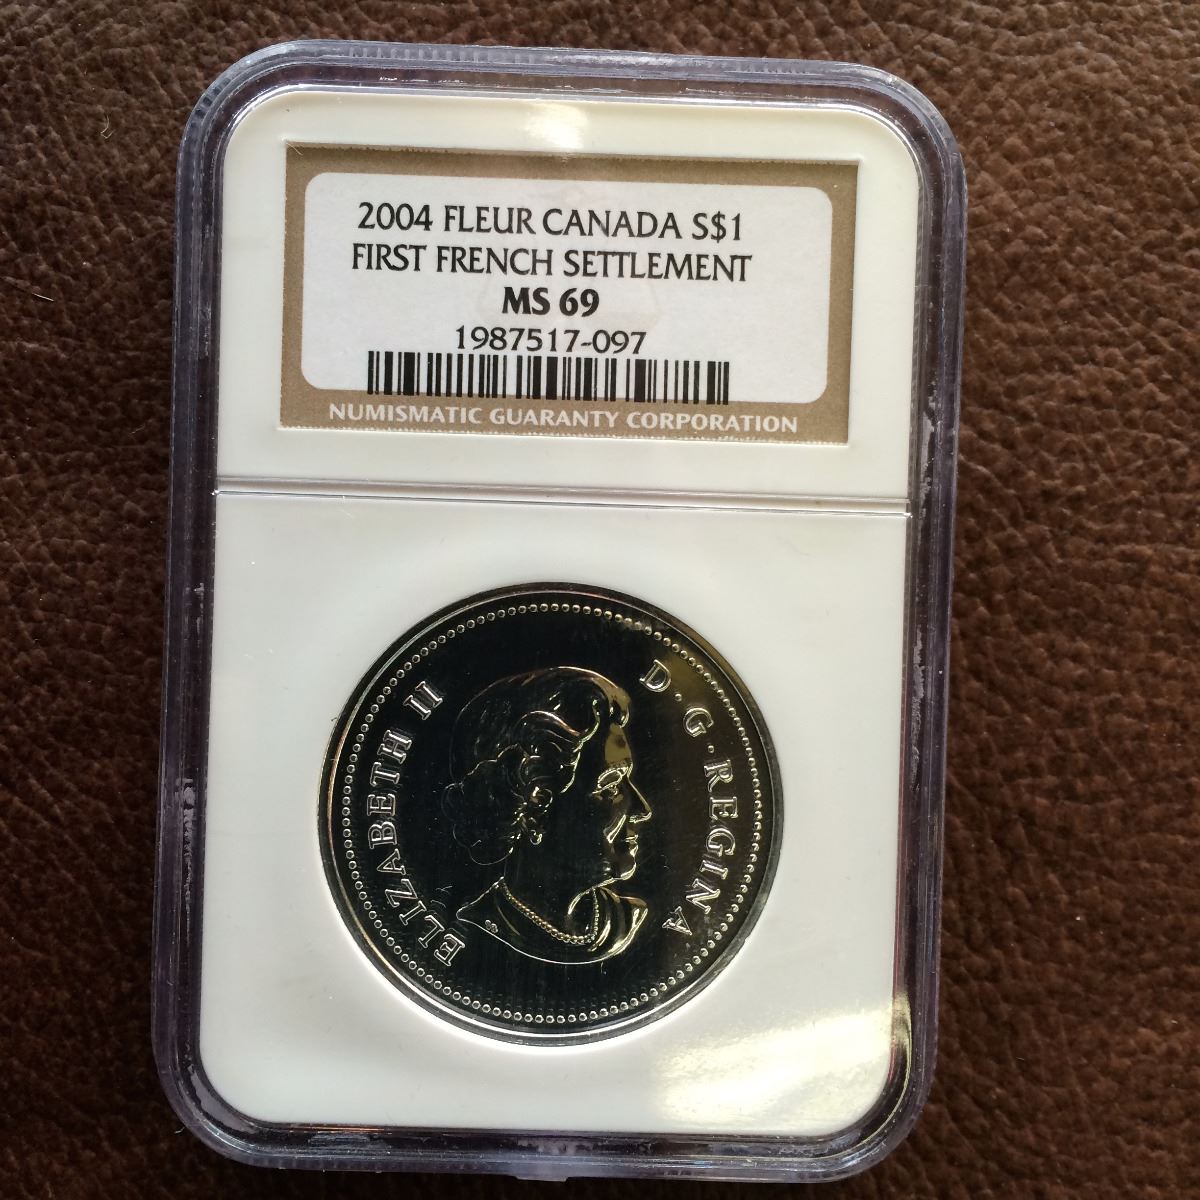 2004 FLEUR CANADA S$1
FIRST FRENCH SETTLEMENT
MS 69
1987517-097
NUMISMATIC GUARANTY CORPORATION
ELIZABETH II
D·G·REGINA